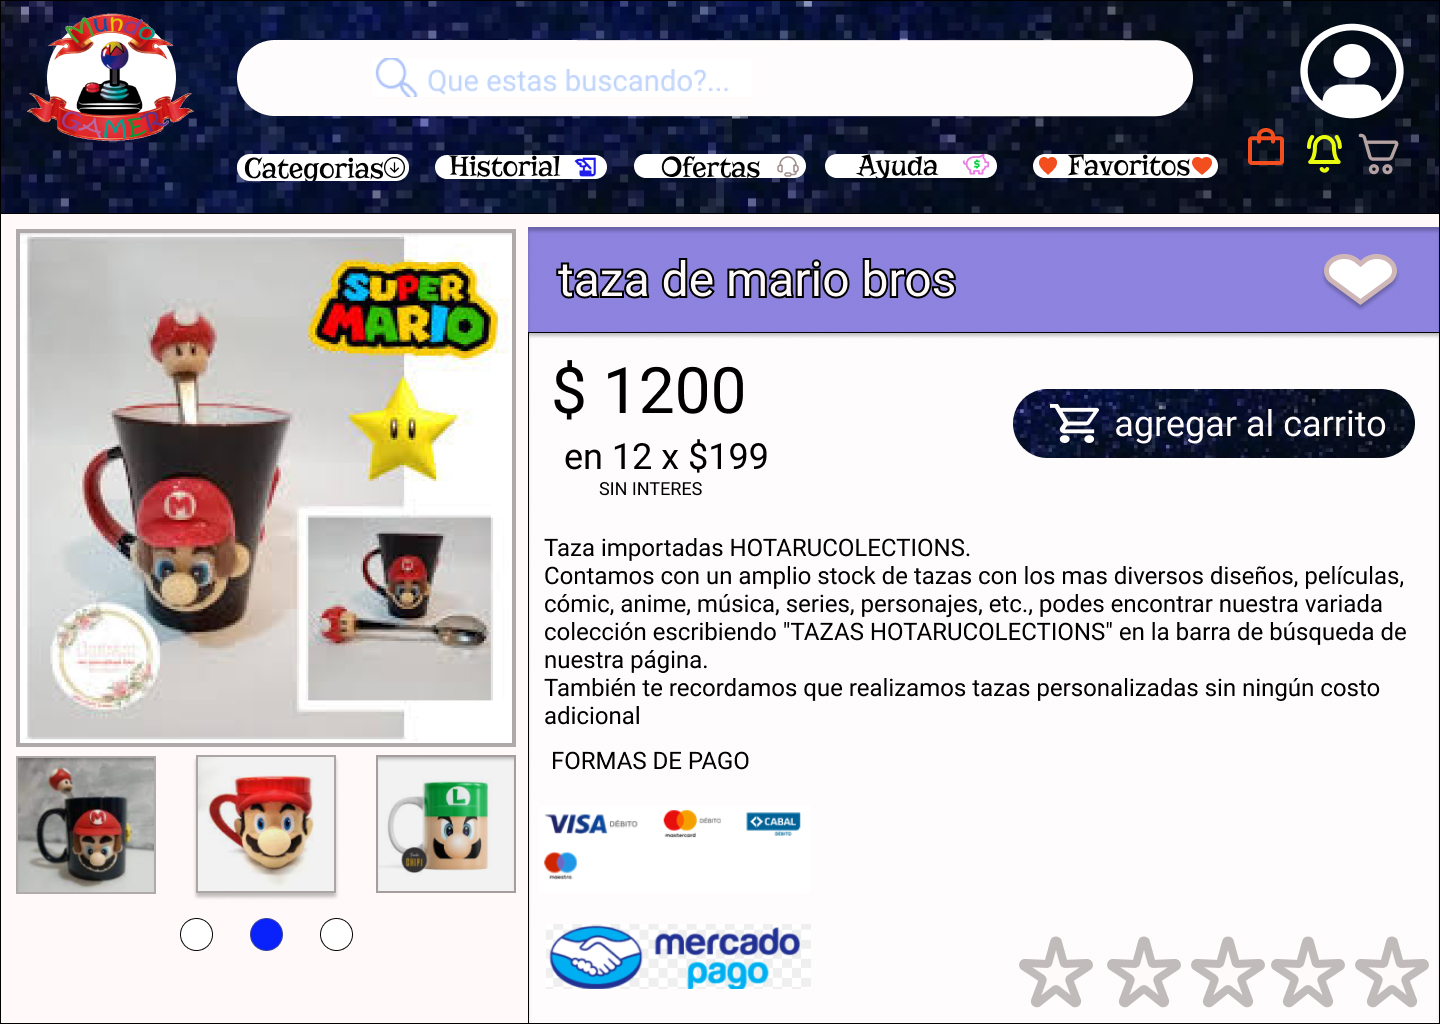 Mundo
GAMER
Que estas buscando?...
Categorias
Historial
Ofertas
Ayuda
Favoritos
taza de mario bros
SUPER
MARIO
M
M
$ 1200
en 12 x $199
SIN INTERES
agregar al carrito
Taza importadas HOTARUCOLECTIONS.
Contamos con un amplio stock de tazas con los mas diversos diseños, películas,
cómic, anime, música, series, personajes, etc., podes encontrar nuestra variada
colección escribiendo "TAZAS HOTARUCOLECTIONS" en la barra de búsqueda de
nuestra página.
También te recordamos que realizamos tazas personalizadas sin ningún costo
adicional
FORMAS DE PAGO
M
M
L
VISA DÉBITO
mastercard DÉBITO
CABAL
DÉBITO
maestro
mercado
pago